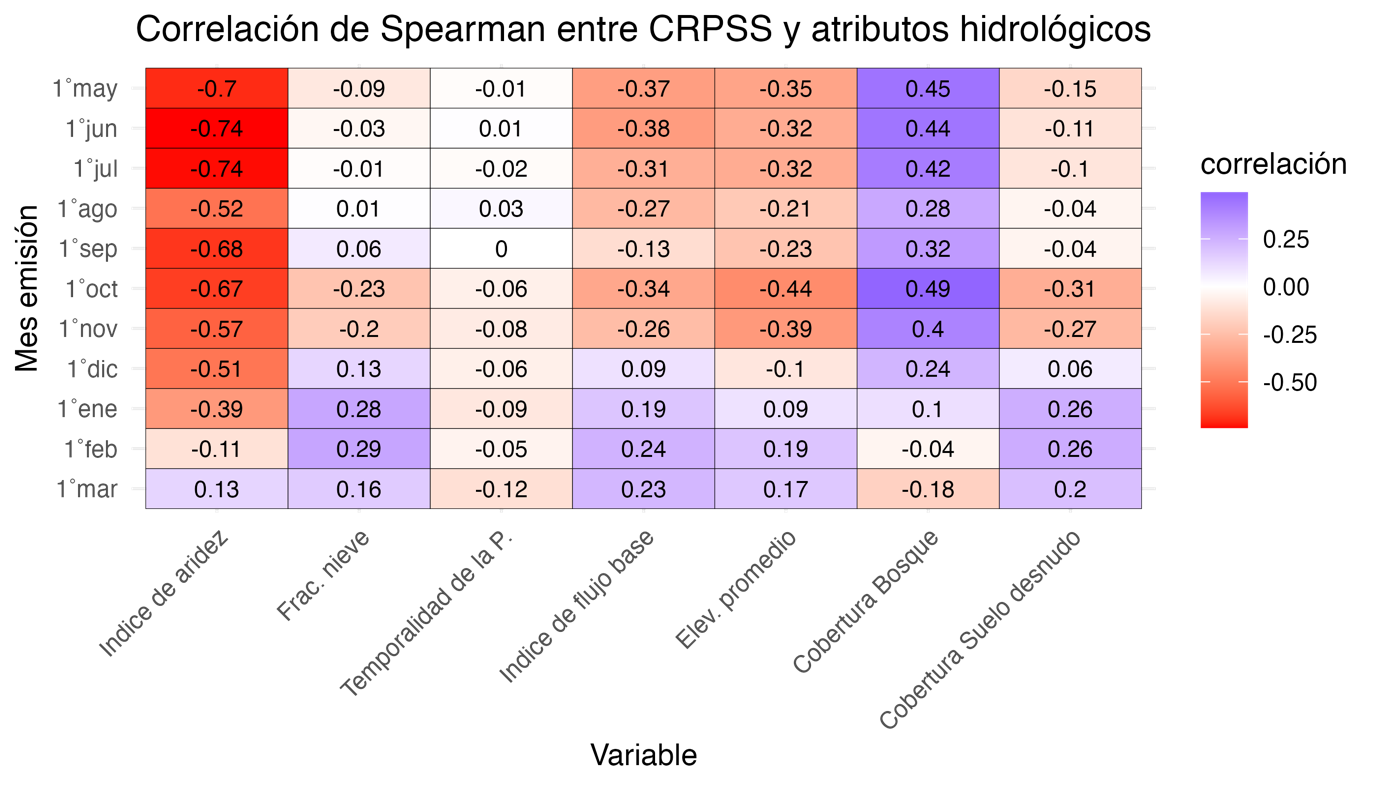 Correlación de Spearman entre CRPSS y atributos hidrológicos
Mes emisión
1°may -0.7 -0.09 -0.01 -0.37 -0.35 0.45 -0.15
1°jun -0.74 -0.03 0.01 -0.38 -0.32 0.44 -0.11
1°jul -0.74 -0.01 -0.02 -0.31 -0.32 0.42 -0.1
1°ago -0.52 0.01 0.03 -0.27 -0.21 0.28 -0.04
1°sep -0.68 0.06 0 -0.13 -0.23 0.32 -0.04
1°oct -0.67 -0.23 -0.06 -0.34 -0.44 0.49 -0.31
1°nov -0.57 -0.2 -0.08 -0.26 -0.39 0.4 -0.27
1°dic -0.51 0.13 -0.06 0.09 -0.1 0.24 0.06
1°ene -0.39 0.28 -0.09 0.19 0.09 0.1 0.26
1°feb -0.11 0.29 -0.05 0.24 0.19 -0.04 0.26
1°mar 0.13 0.16 -0.12 0.23 0.17 -0.18 0.2
Indice de aridez
Frac. nieve
Temporalidad de la P.
Indice de flujo base
Elev. promedio
Cobertura Bosque
Cobertura Suelo desnudo
Variable
correlación
0.25
0.00
-0.25
-0.50